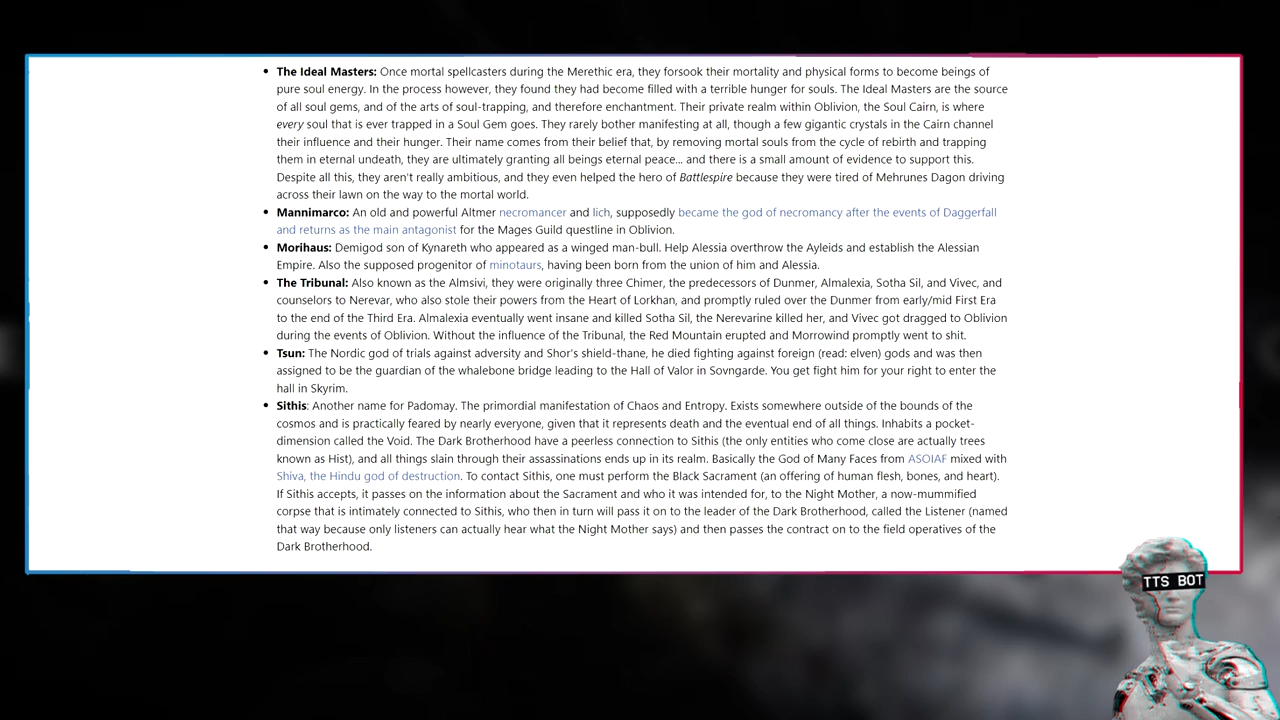 The Ideal Masters: Once mortal spellcasters during the Merethic era, they forsook their mortality and physical forms to become beings of
pure soul energy. In the process however, they found they had become filled with a terrible hunger for souls. The Ideal Masters are the source
of all soul gems, and of the arts of soul-trapping, and therefore enchantment. Their private realm within Oblivion, the Soul Cairn, is where
every soul that is ever trapped in a Soul Gem goes. They rarely bother manifesting at all, though a few gigantic crystals in the Cairn channel
their influence and their hunger. Their name comes from their belief that, by removing mortal souls from the cycle of rebirth and trapping
them in eternal undeath, they are ultimately granting all beings eternal peace... and there is a small amount of evidence to support this.
Despite all this, they aren't really ambitious, and they even helped the hero of Battlespire because they were tired of Mehrunes Dagon driving
across their lawn on the way to the mortal world.
Mannimarco: An old and powerful Altmer necromancer and lich, supposedly became the god of necromancy after the events of Daggerfall
and returns as the main antagonist for the Mages Guild questline in Oblivion.
Morihaus: Demigod son of Kynareth who appeared as a winged man-bull. Help Alessia overthrow the Ayleids and establish the Alessian
Empire. Also the supposed progenitor of minotaurs, having been born from the union of him and Alessia.
The Tribunal: Also known as the Almsivi, they were originally three Chimer, the predecessors of Dunmer, Almalexia, Sotha Sil, and Vivec, and
counselors to Nerevar, who also stole their powers from the Heart of Lorkhan, and promptly ruled over the Dunmer from early/mid First Era
to the end of the Third Era. Almalexia eventually went insane and killed Sotha Sil, the Nerevarine killed her, and Vivec got dragged to Oblivion
during the events of Oblivion. Without the influence of the Tribunal, the Red Mountain erupted and Morrowind promptly went to shit.
Tsun: The Nordic god of trials against adversity and Shor's shield-thane, he died fighting against foreign (read: elven) gods and was then
assigned to be the guardian of the whalebone bridge leading to the Hall of Valor in Sovngarde. You get fight him for your right to enter the
hall in Skyrim.
Sithis: Another name for Padomay. The primordial manifestation of Chaos and Entropy. Exists somewhere outside of the bounds of the
cosmos and is practically feared by nearly everyone, given that it represents death and the eventual end of all things. Inhabits a pocket-
dimension called the Void. The Dark Brotherhood have a peerless connection to Sithis (the only entities who come close are actually trees
known as Hist), and all things slain through their assassinations ends up in its realm. Basically the God of Many Faces from ASOIAF mixed with
Shiva, the Hindu god of destruction. To contact Sithis, one must perform the Black Sacrament (an offering of human flesh, bones, and heart).
If Sithis accepts, it passes on the information about the Sacrament and who it was intended for, to the Night Mother, a now-mummified
corpse that is intimately connected to Sithis, who then in turn will pass it on to the leader of the Dark Brotherhood, called the Listener (named
that way because only listeners can actually hear what the Night Mother says) and then passes the contract on to the field operatives of the
Dark Brotherhood.
TTS BOT